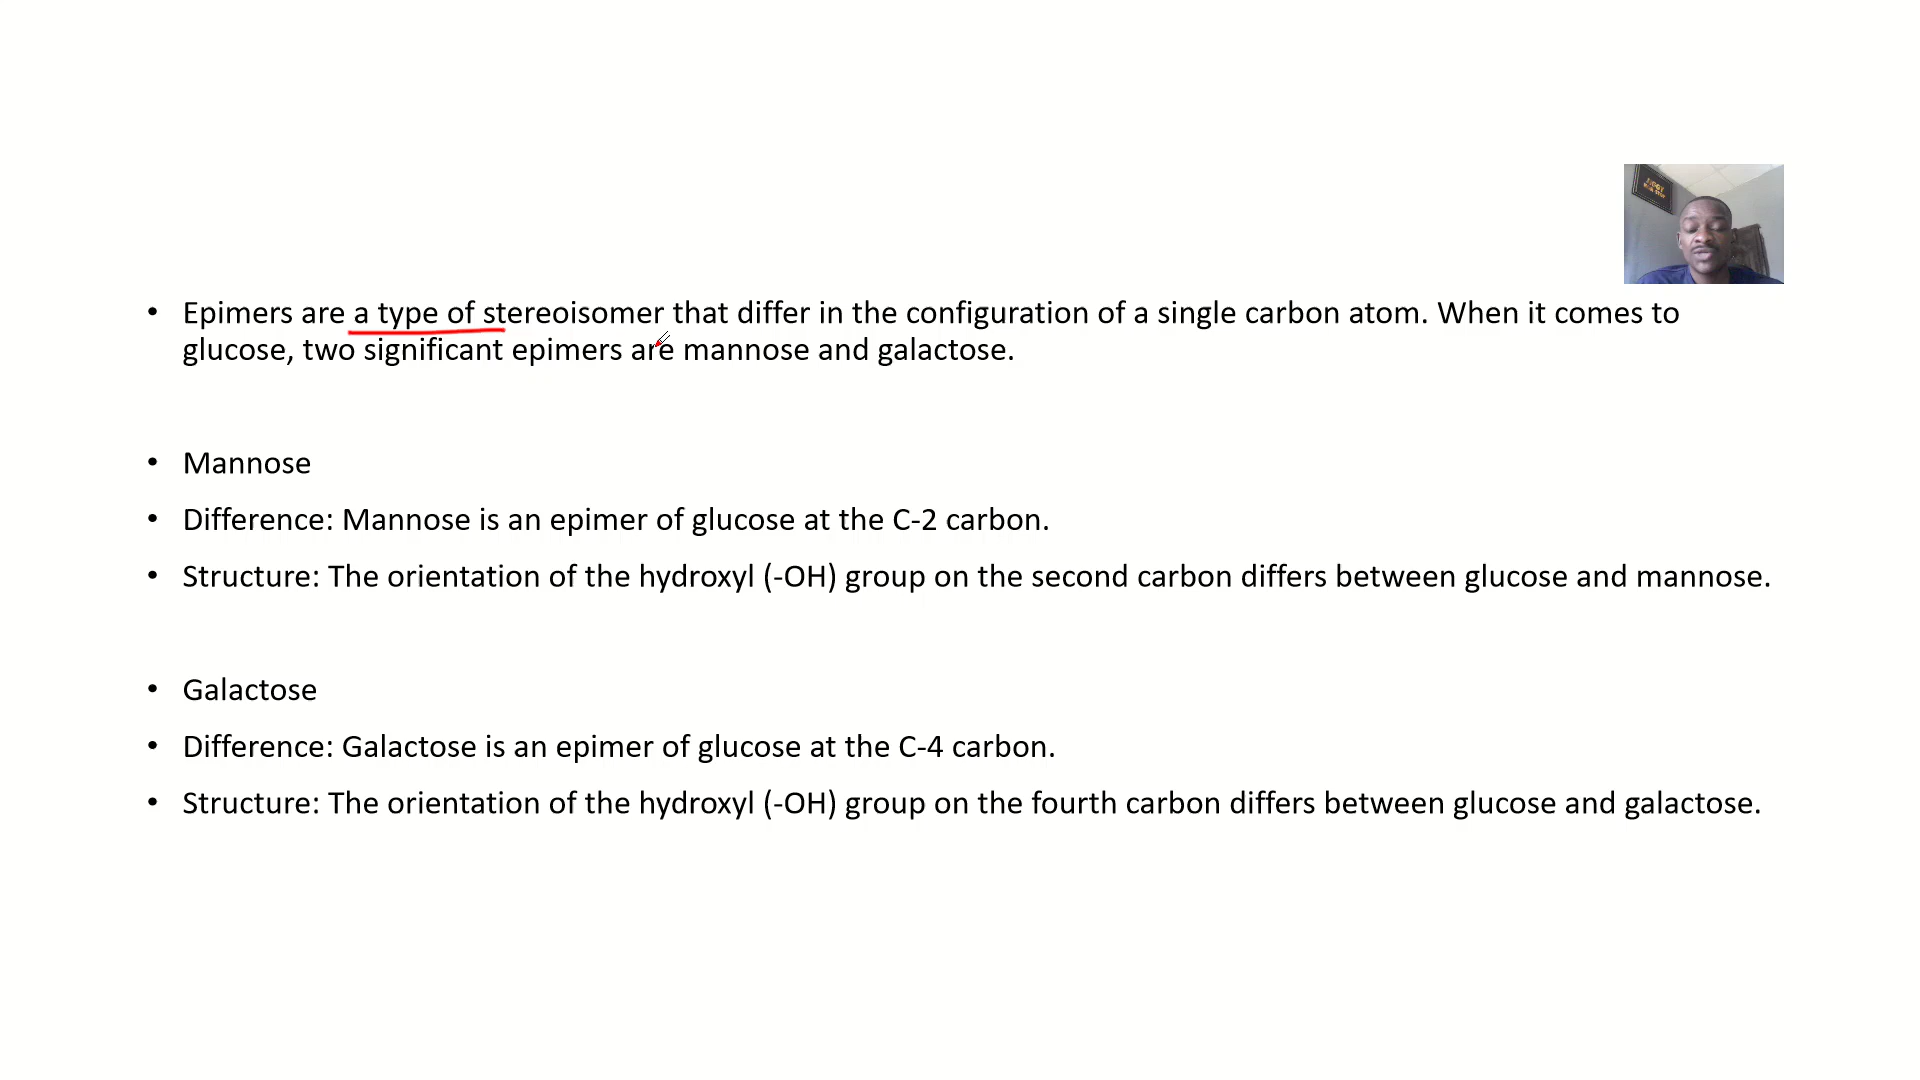 • Epimers are a type of stereoisomer that differ in the configuration of a single carbon atom. When it comes to
glucose, two significant epimers are mannose and galactose.
• Mannose
• Difference: Mannose is an epimer of glucose at the C-2 carbon.
• Structure: The orientation of the hydroxyl (-OH) group on the second carbon differs between glucose and mannose.
• Galactose
• Difference: Galactose is an epimer of glucose at the C-4 carbon.
• Structure: The orientation of the hydroxyl (-OH) group on the fourth carbon differs between glucose and galactose.